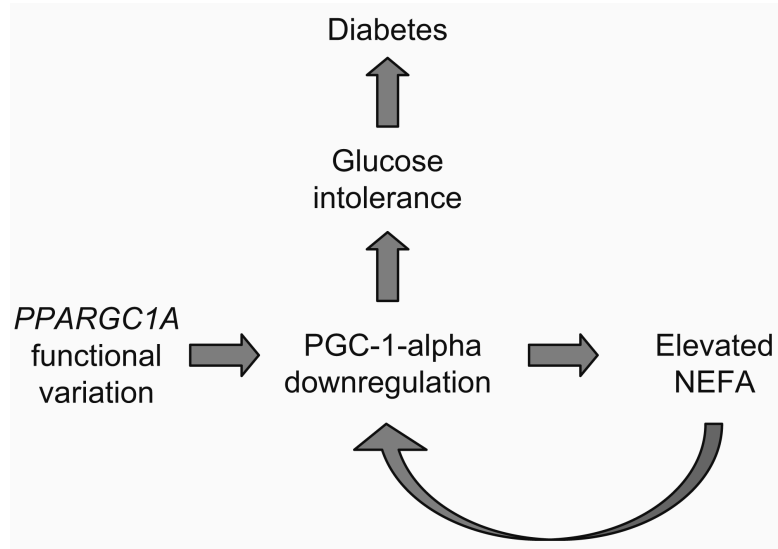 Diabetes
Glucose
intolerance
PPARGC1A
functional
variation
PGC-1-alpha
downregulation
Elevated
NEFA